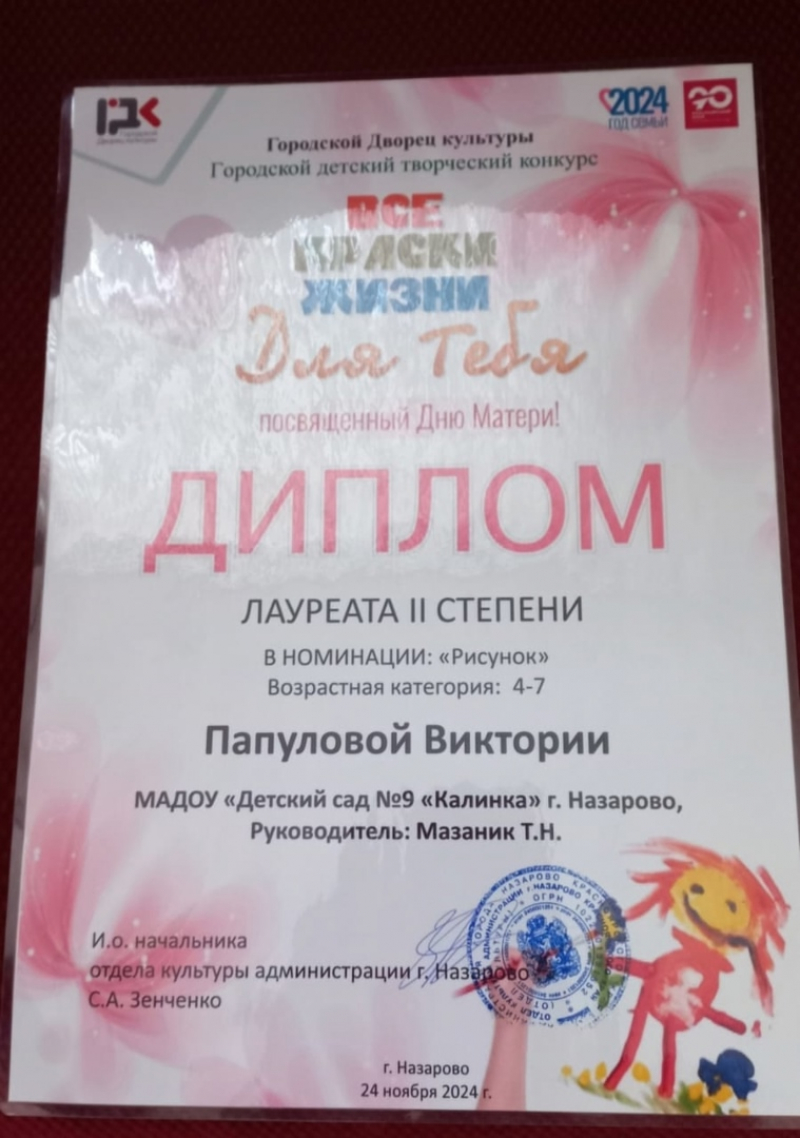 ГДК
2024
ГОД СЕМЬИ
90
Городской Дворец культуры
Городской детский творческий конкурс
ВСЕ
КРАСКИ
ЖИЗНИ
Для Тебя
посвященный Дню Матери!
ДИПЛОМ
ЛАУРЕАТА II СТЕПЕНИ
В НОМИНАЦИИ: «Рисунок»
Возрастная категория: 4-7
Папуловой Виктории
МАДОУ «Детский сад №9 «Калинка» г. Назарово,
Руководитель: Мазаник Т.Н.
И.о. начальника
отдела культуры администрации г. Назарово
С.А. Зенченко
г. Назарово
24 ноября 2024 г.